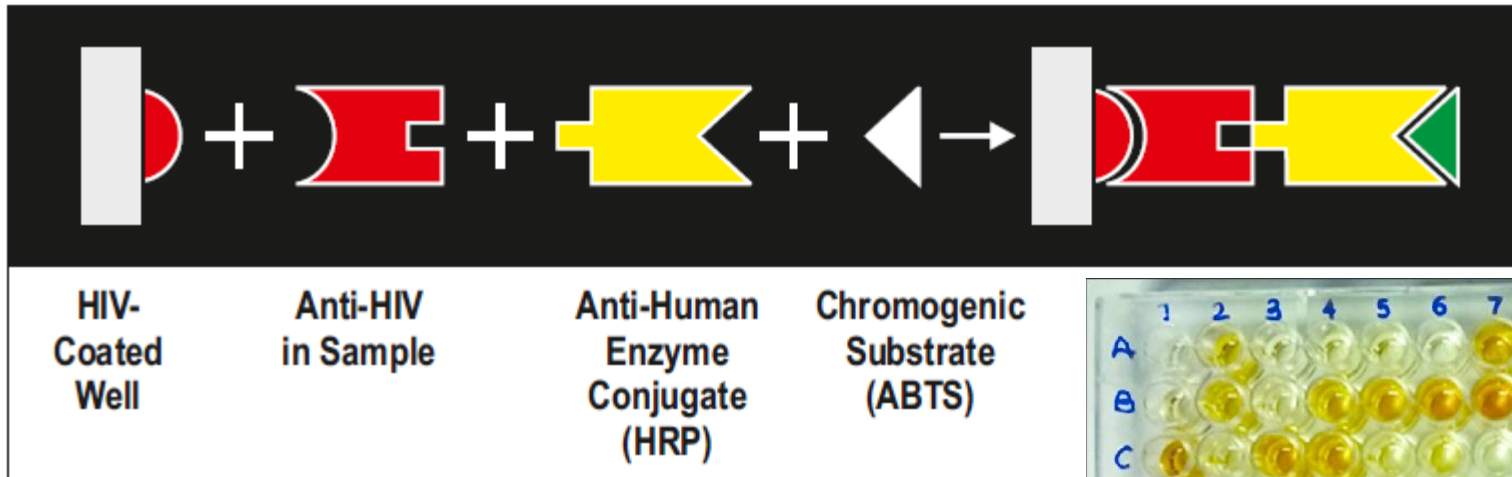 HIV-
Coated
Well
Anti-HIV
in Sample
Anti-Human
Enzyme
Conjugate
(HRP)
Chromogenic
Substrate
(ABTS)
1 2 3 4 5 6 7
A
B
C